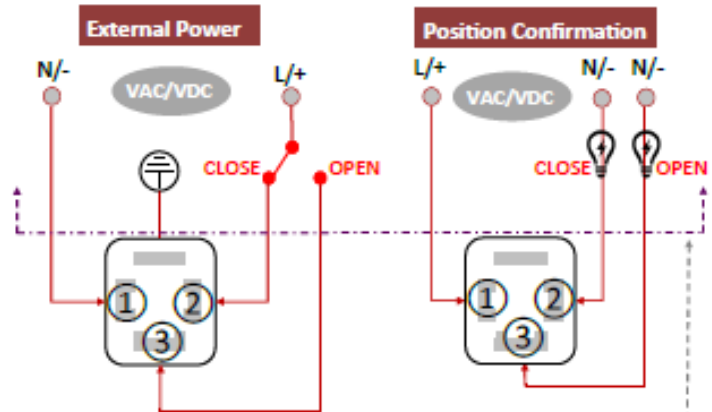 External Power
Position Confirmation
N/-
L/+
L/+
N/-
N/-
VAC/VDC
VAC/VDC
CLOSE
OPEN
CLOSE
OPEN
1
2
3
1
2
3